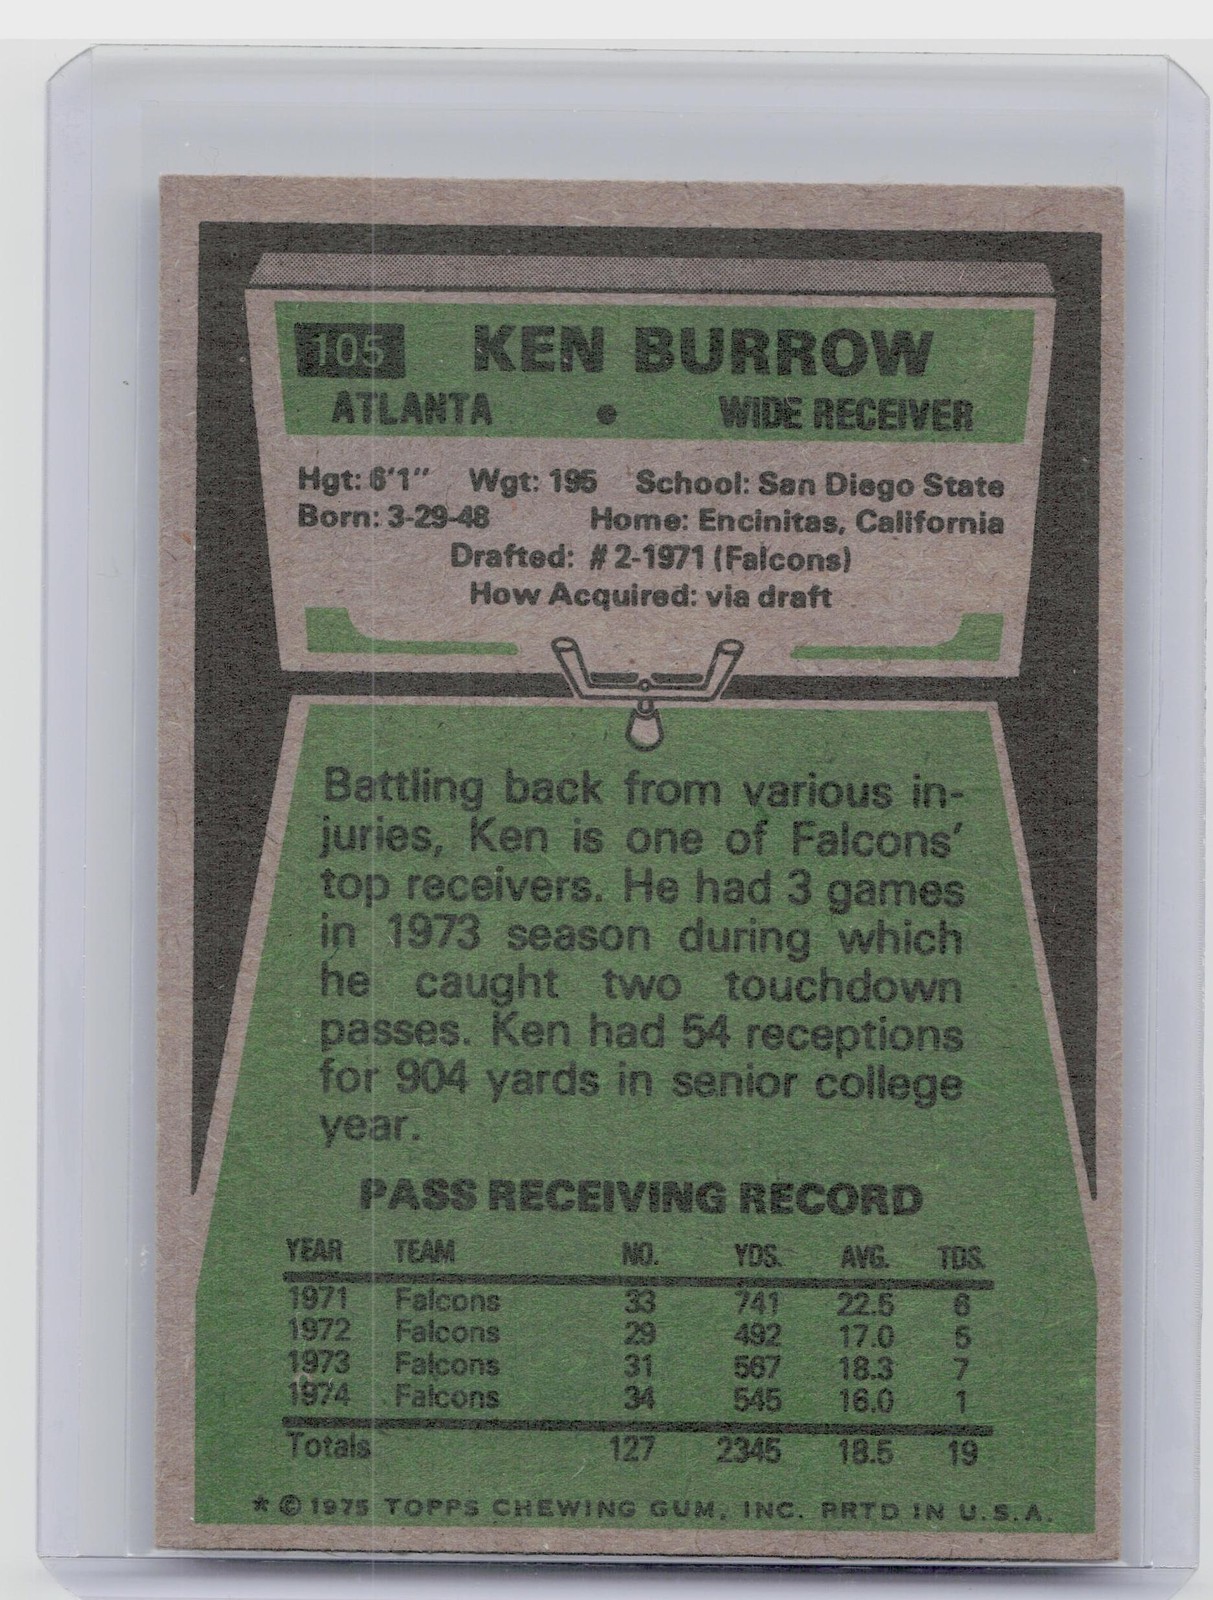 105 KEN BURROW
ATLANTA • WIDE RECEIVER
Hgt: 6'1" Wgt: 195 School: San Diego State
Born: 3-29-48 Home: Encinitas, California
Drafted: #2-1971 (Falcons)
How Acquired: via draft
Battling back from various in-
juries, Ken is one of Falcons'
top receivers. He had 3 games
in 1973 season during which
he caught two touchdown
passes. Ken had 54 receptions
for 904 yards in senior college
year.
PASS RECEIVING RECORD
YEAR TEAM NO. YDS. AVG. TDS.
1971 Falcons 33 741 22.5 6
1972 Falcons 29 492 17.0 5
1973 Falcons 31 567 18.3 7
1974 Falcons 34 545 16.0 1
Totals 127 2345 18.5 19
* © 1975 TOPPS CHEWING GUM, INC. PRTD IN U.S.A.